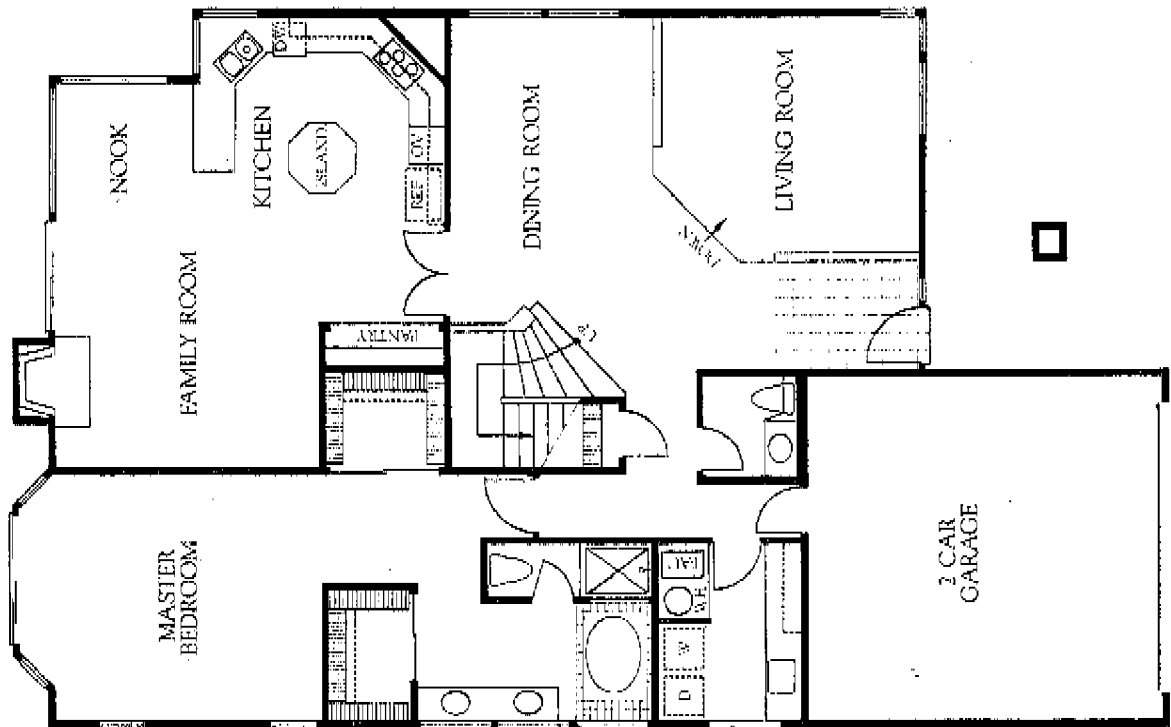 NOOK
KITCHEN
ISLAND
DW
OV
REF
DINING ROOM
LIVING ROOM
FAMILY ROOM
PANTRY
UP
MASTER
BEDROOM
FAU
W.H.
W
D
2 CAR
GARAGE